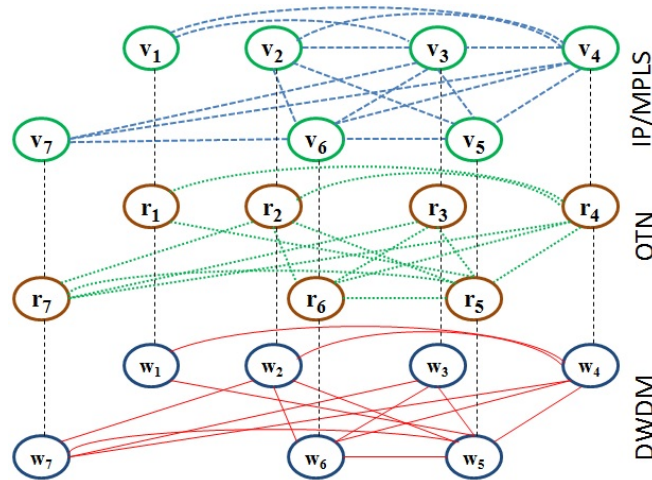 v1 v2 v3 v4
v7 v6 v5
IP/MPLS
r1 r2 r3 r4
r7 r6 r5
OTN
w1 w2 w3 w4
w7 w6 w5
DWDM